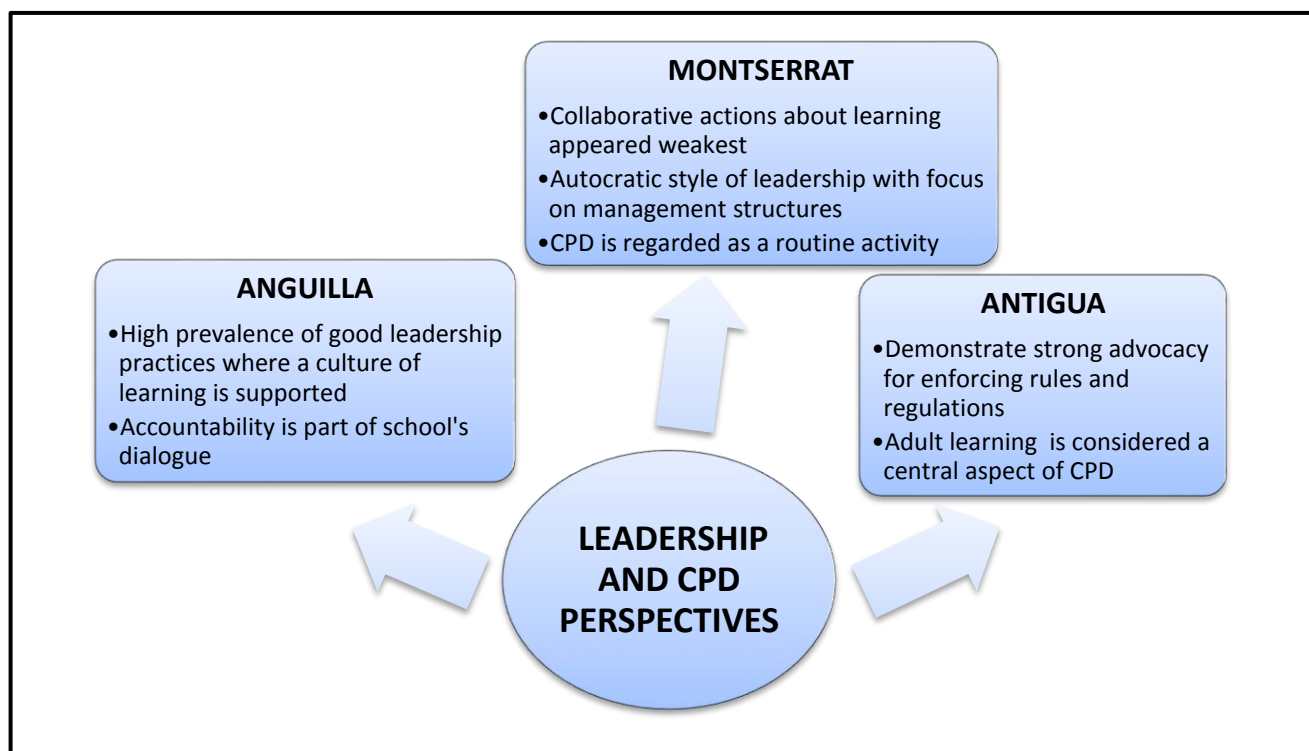 MONTSERRAT
•Collaborative actions about learning
appeared weakest
•Autocratic style of leadership with focus
on management structures
•CPD is regarded as a routine activity
ANGUILLA
•High prevalence of good leadership
practices where a culture of
learning is supported
•Accountability is part of school's
dialogue
ANTIGUA
•Demonstrate strong advocacy
for enforcing rules and
regulations
•Adult learning  is considered a
central aspect of CPD
LEADERSHIP
AND CPD
PERSPECTIVES